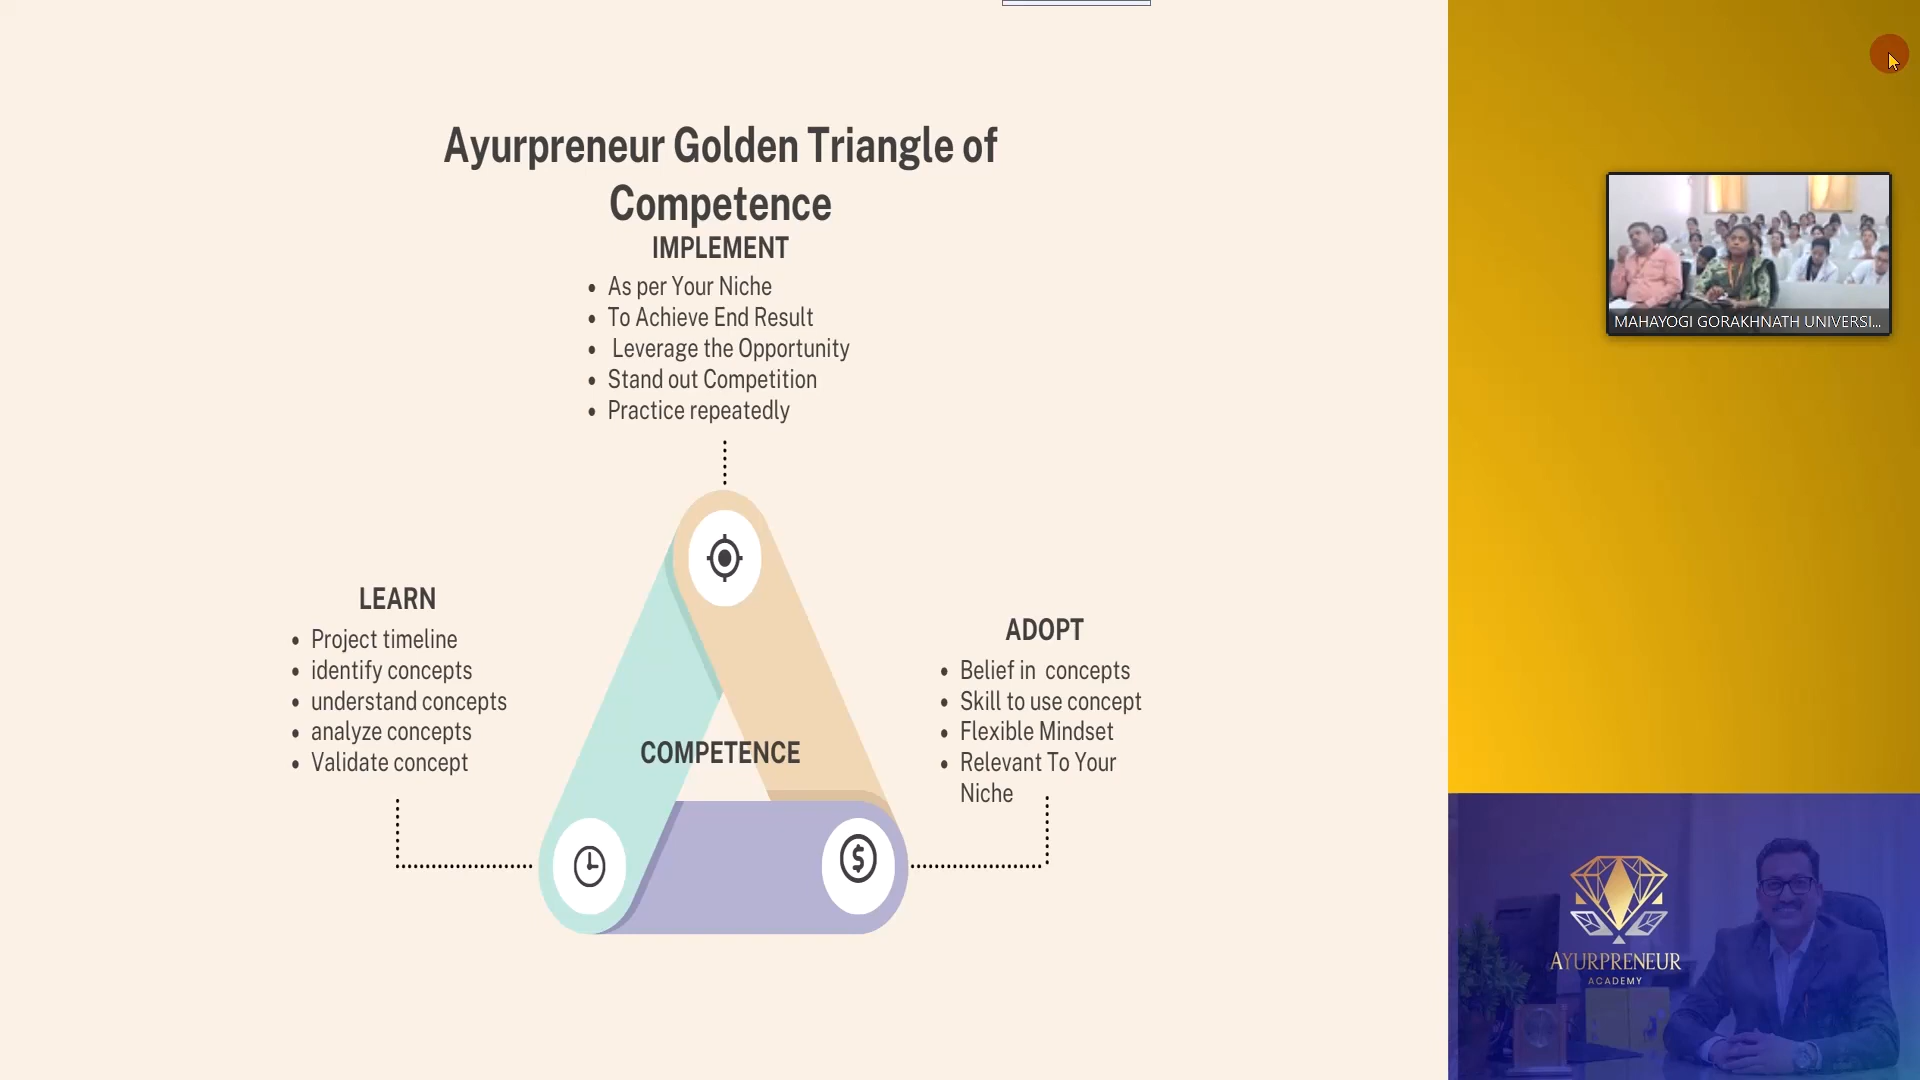 Ayurpreneur Golden Triangle of
Competence
IMPLEMENT
• As per Your Niche
• To Achieve End Result
• Leverage the Opportunity
• Stand out Competition
• Practice repeatedly
LEARN
• Project timeline
• identify concepts
• understand concepts
• analyze concepts
• Validate concept
ADOPT
• Belief in concepts
• Skill to use concept
• Flexible Mindset
• Relevant To Your
Niche
COMPETENCE
$
MAHAYOGI GORAKHNATH UNIVERSI...
AYURPRENEUR
ACADEMY